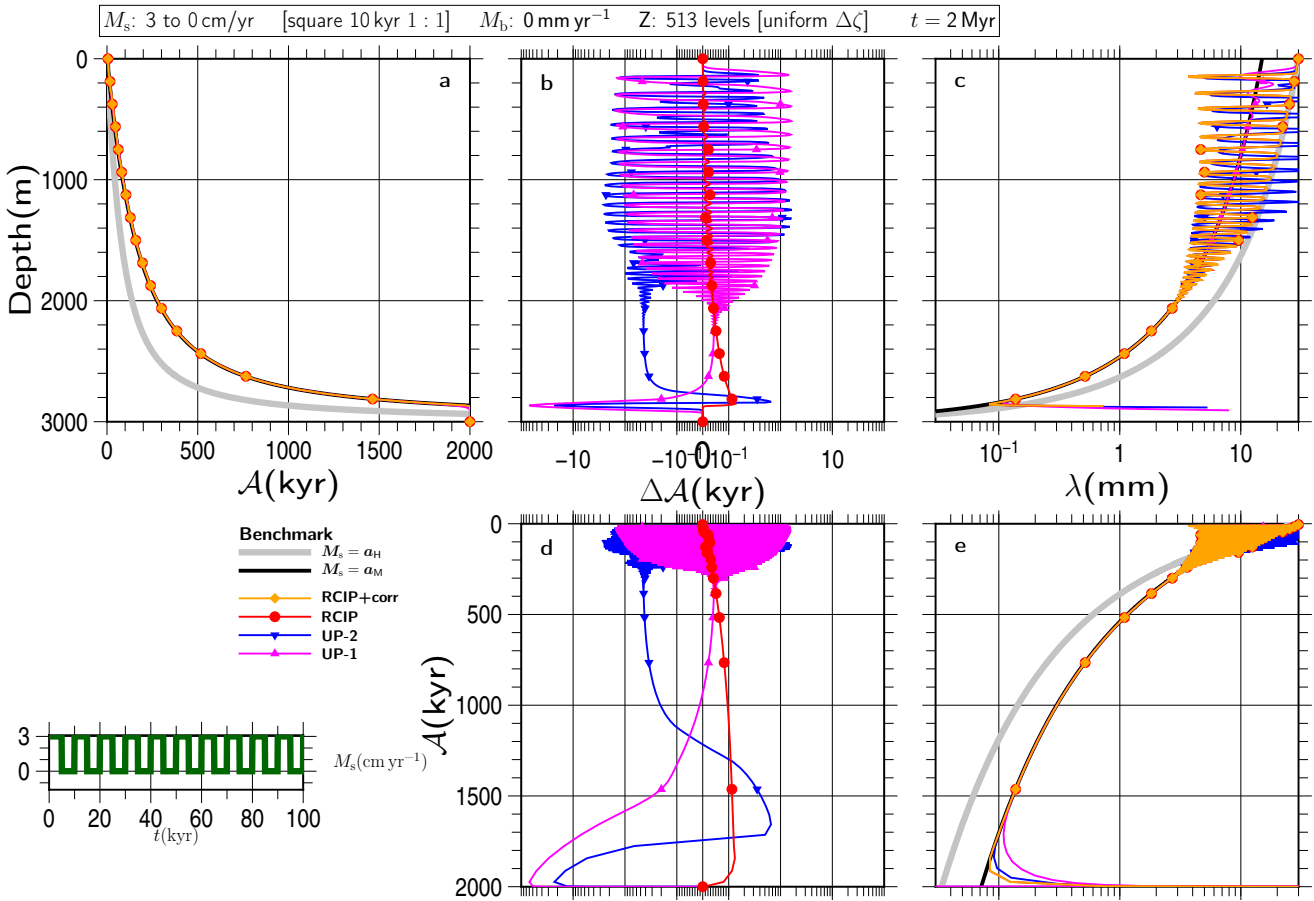 Mₛ: 3 to 0 cm/yr [square 10 kyr 1 : 1] M_b: 0 mm yr⁻¹ Z: 513 levels [uniform Δζ] t = 2 Myr
a
b
c
0
1000
2000
3000
Depth(m)
0 500 1000 1500 2000
𝒜(kyr)
−10 −10⁻¹ 0 10⁻¹ 10
Δ𝒜(kyr)
10⁻¹ 1 10
λ(mm)
Benchmark
Mₛ = a_H
Mₛ = a_M
RCIP+corr
RCIP
UP-2
UP-1
d
e
0
500
1000
1500
2000
𝒜(kyr)
3
0
Mₛ(cm yr⁻¹)
0 20 40 60 80 100
t(kyr)